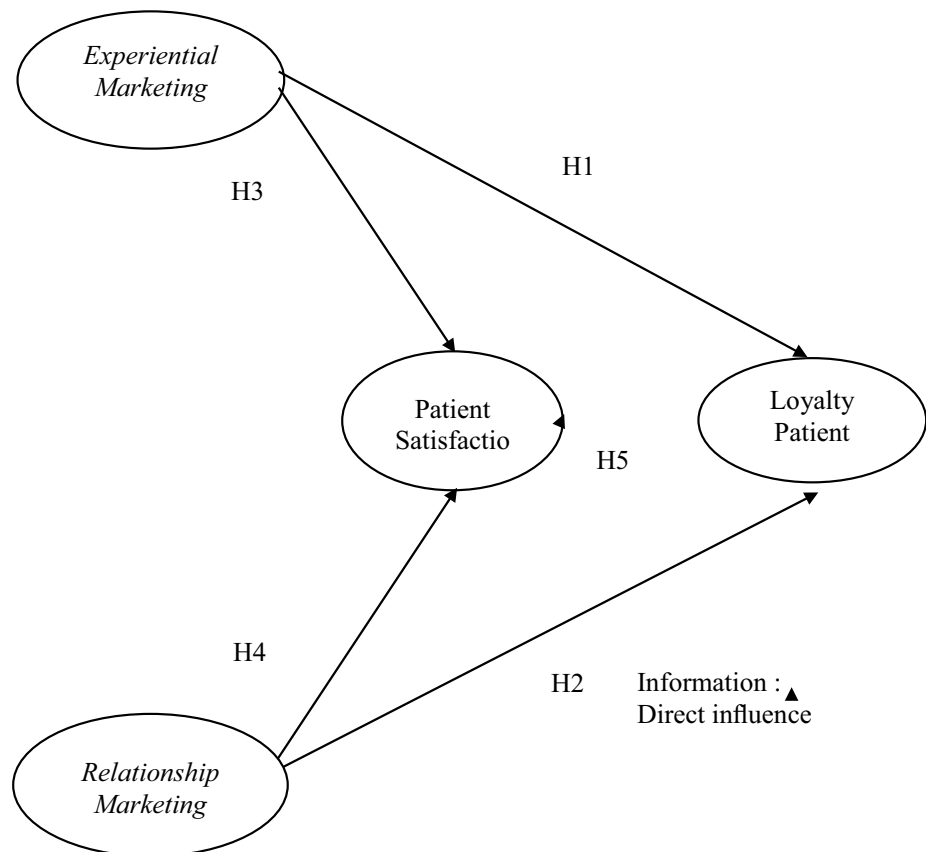 Experiential
Marketing
H1
H3
Patient
Satisfactio
Loyalty
Patient
H5
H4
H2
Information :
Direct influence
Relationship
Marketing